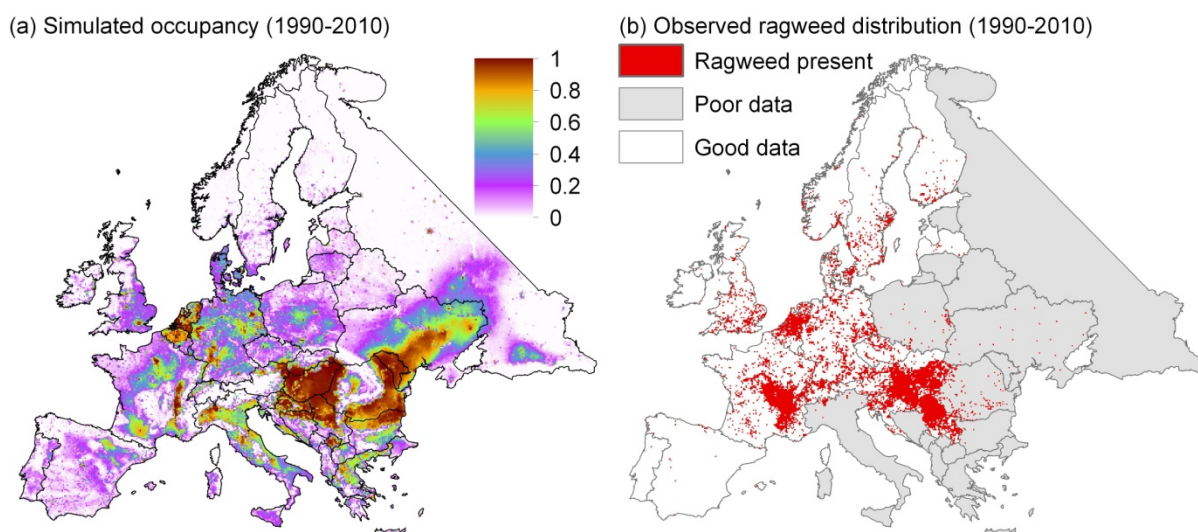 (a) Simulated occupancy (1990-2010)
1
0.8
0.6
0.4
0.2
0
(b) Observed ragweed distribution (1990-2010)
Ragweed present
Poor data
Good data